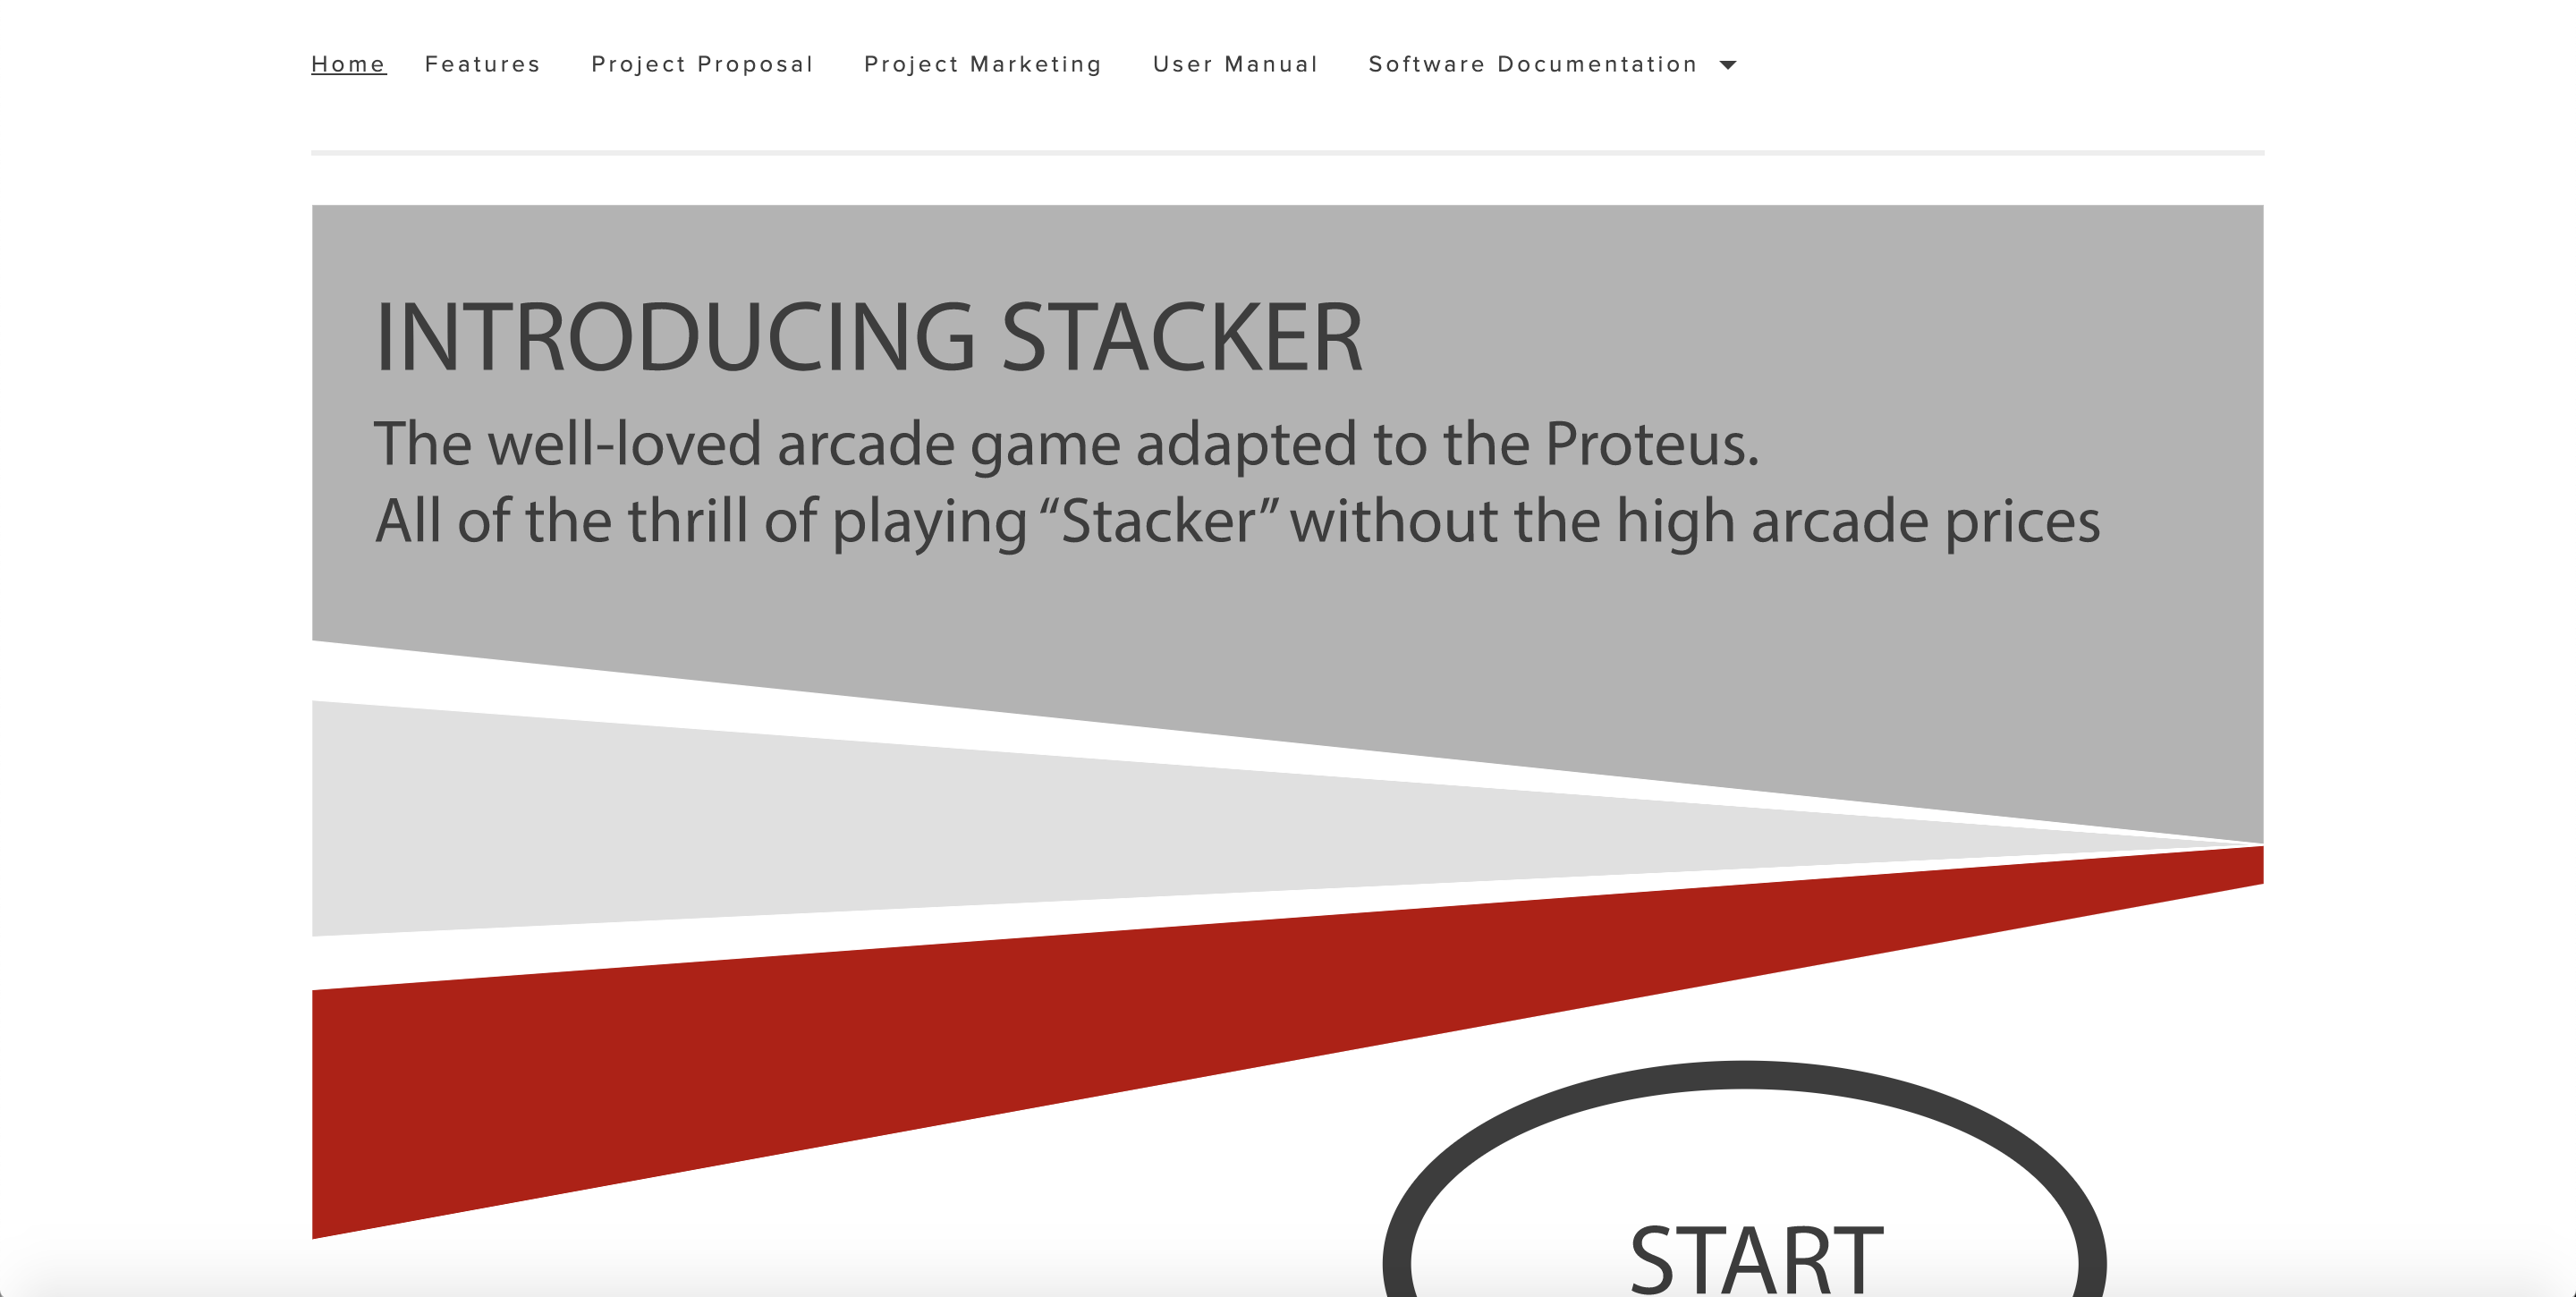 Home Features Project Proposal Project Marketing User Manual Software Documentation
INTRODUCING STACKER
The well-loved arcade game adapted to the Proteus.
All of the thrill of playing “Stacker” without the high arcade prices
START